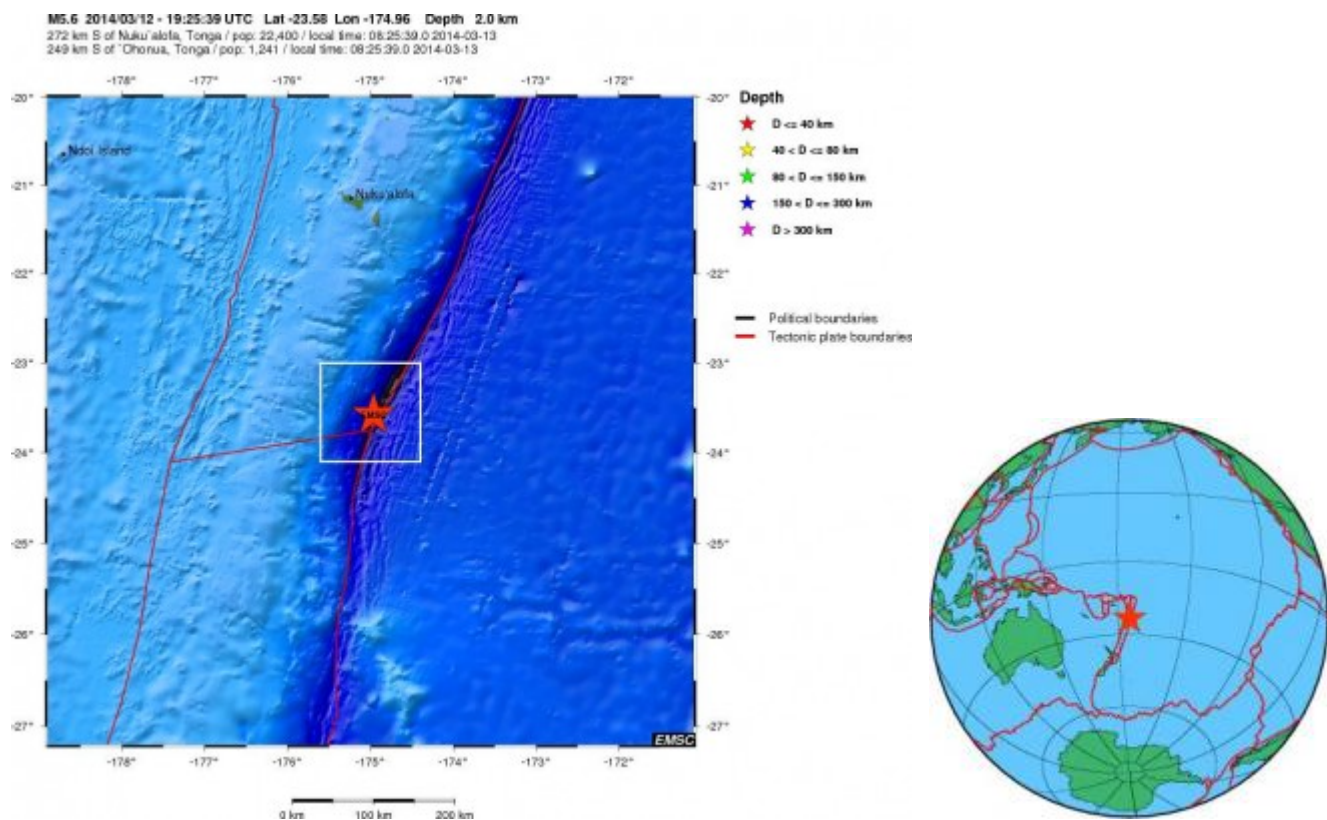 M5.6 2014/03/12 - 19:25:39 UTC Lat -23.58 Lon -174.96 Depth 2.0 km
272 km S of Nuku`alofa, Tonga / pop: 22,400 / local time: 08:25:39.0 2014-03-13
249 km S of `Ohonua, Tonga / pop: 1,241 / local time: 08:25:39.0 2014-03-13
-178° -177° -176° -175° -174° -173° -172°
-20° -20°
Depth
D <= 40 km
40 < D <= 80 km
80 < D <= 150 km
150 < D <= 300 km
D > 300 km
Ndoi Island
-21° -21°
Nuku`alofa
-22° -22°
Political boundaries
Tectonic plate boundaries
-23° -23°
-24° -24°
-25° -25°
-26° -26°
-27° -27°
EMSC
-178° -177° -176° -175° -174° -173° -172°
0 km 100 km 200 km